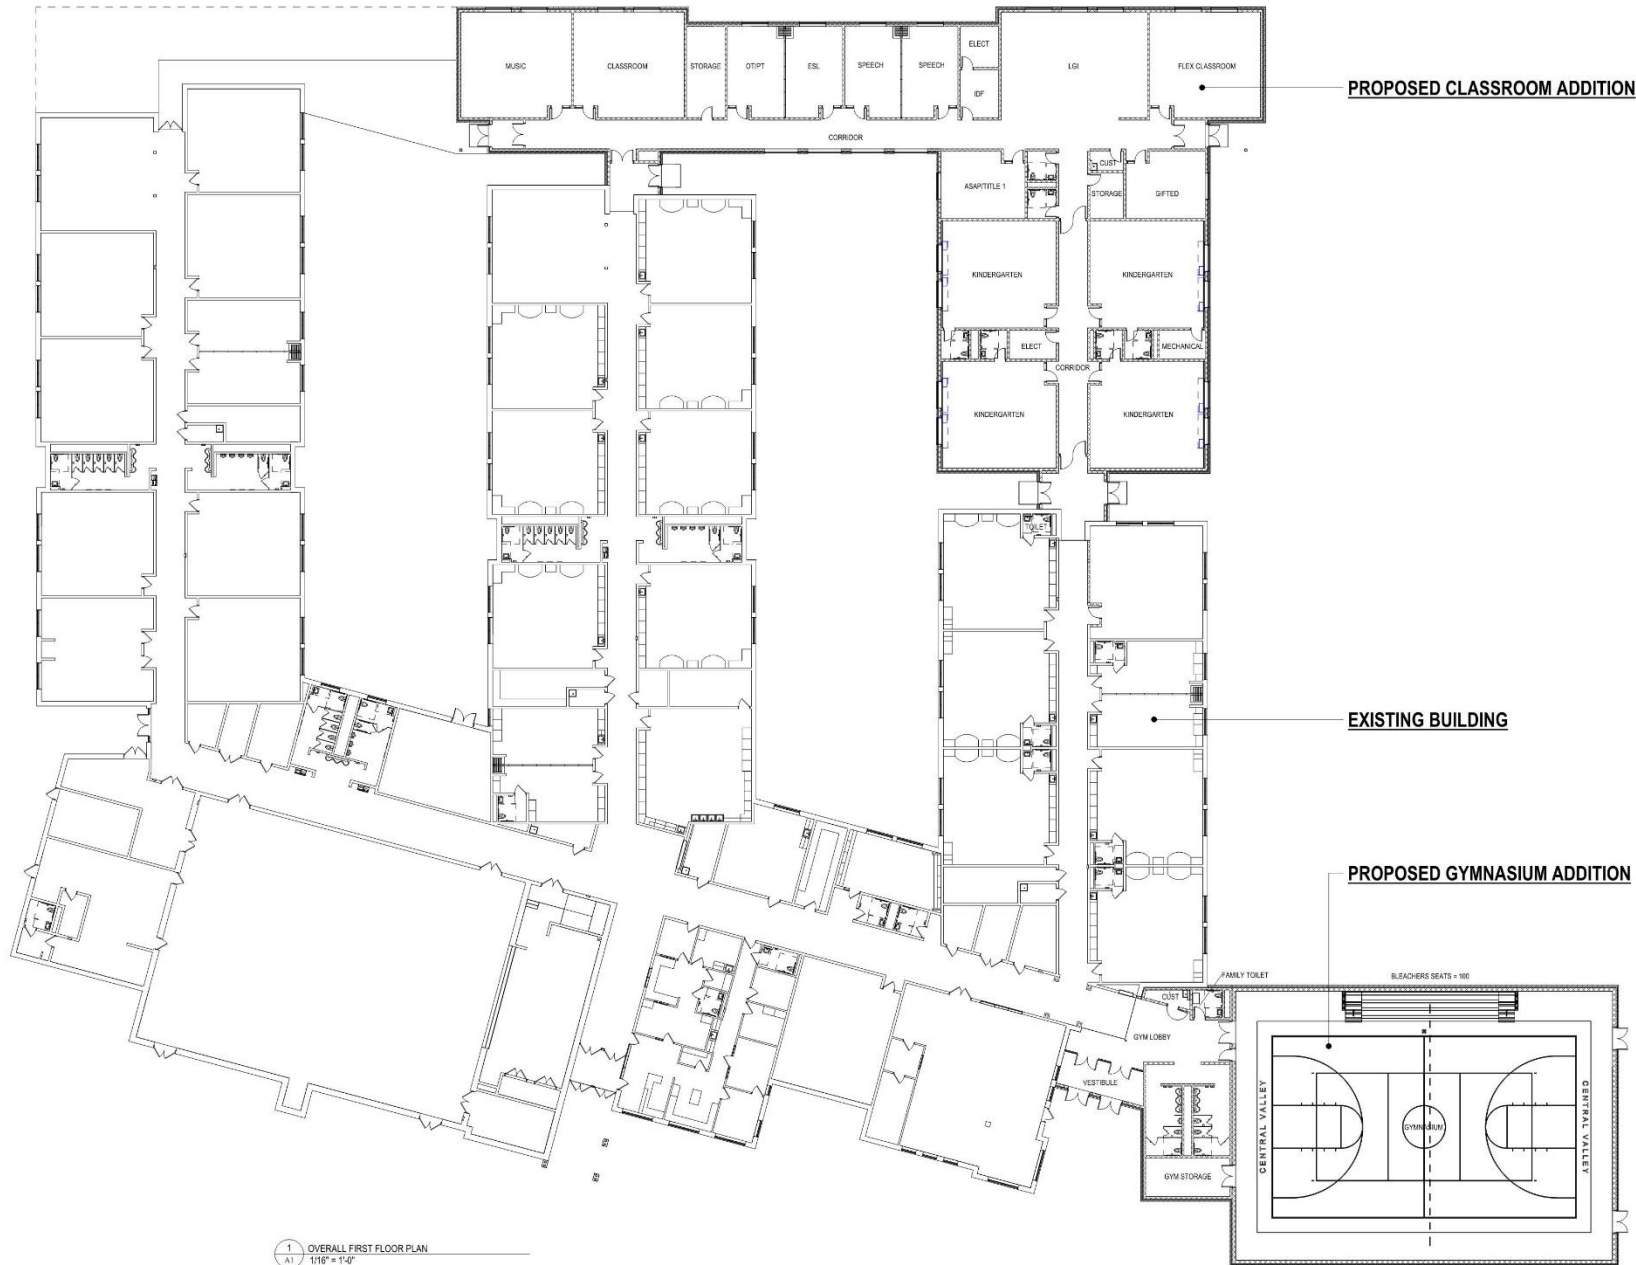 MUSIC
CLASSROOM
STORAGE
OT/PT
ESL
SPEECH
SPEECH
ELECT
IDF
LGI
FLEX CLASSROOM
PROPOSED CLASSROOM ADDITION
CORRIDOR
ASAP/TITLE 1
CUST
STORAGE
GIFTED
KINDERGARTEN
KINDERGARTEN
ELECT
MECHANICAL
CORRIDOR
KINDERGARTEN
KINDERGARTEN
TOILET
EXISTING BUILDING
PROPOSED GYMNASIUM ADDITION
FAMILY TOILET
BLEACHERS SEATS = 100
CUST
GYM LOBBY
VESTIBULE
CENTRAL VALLEY
GYMNASIUM
CENTRAL VALLEY
GYM STORAGE
1
A1
OVERALL FIRST FLOOR PLAN
1/16" = 1'-0"